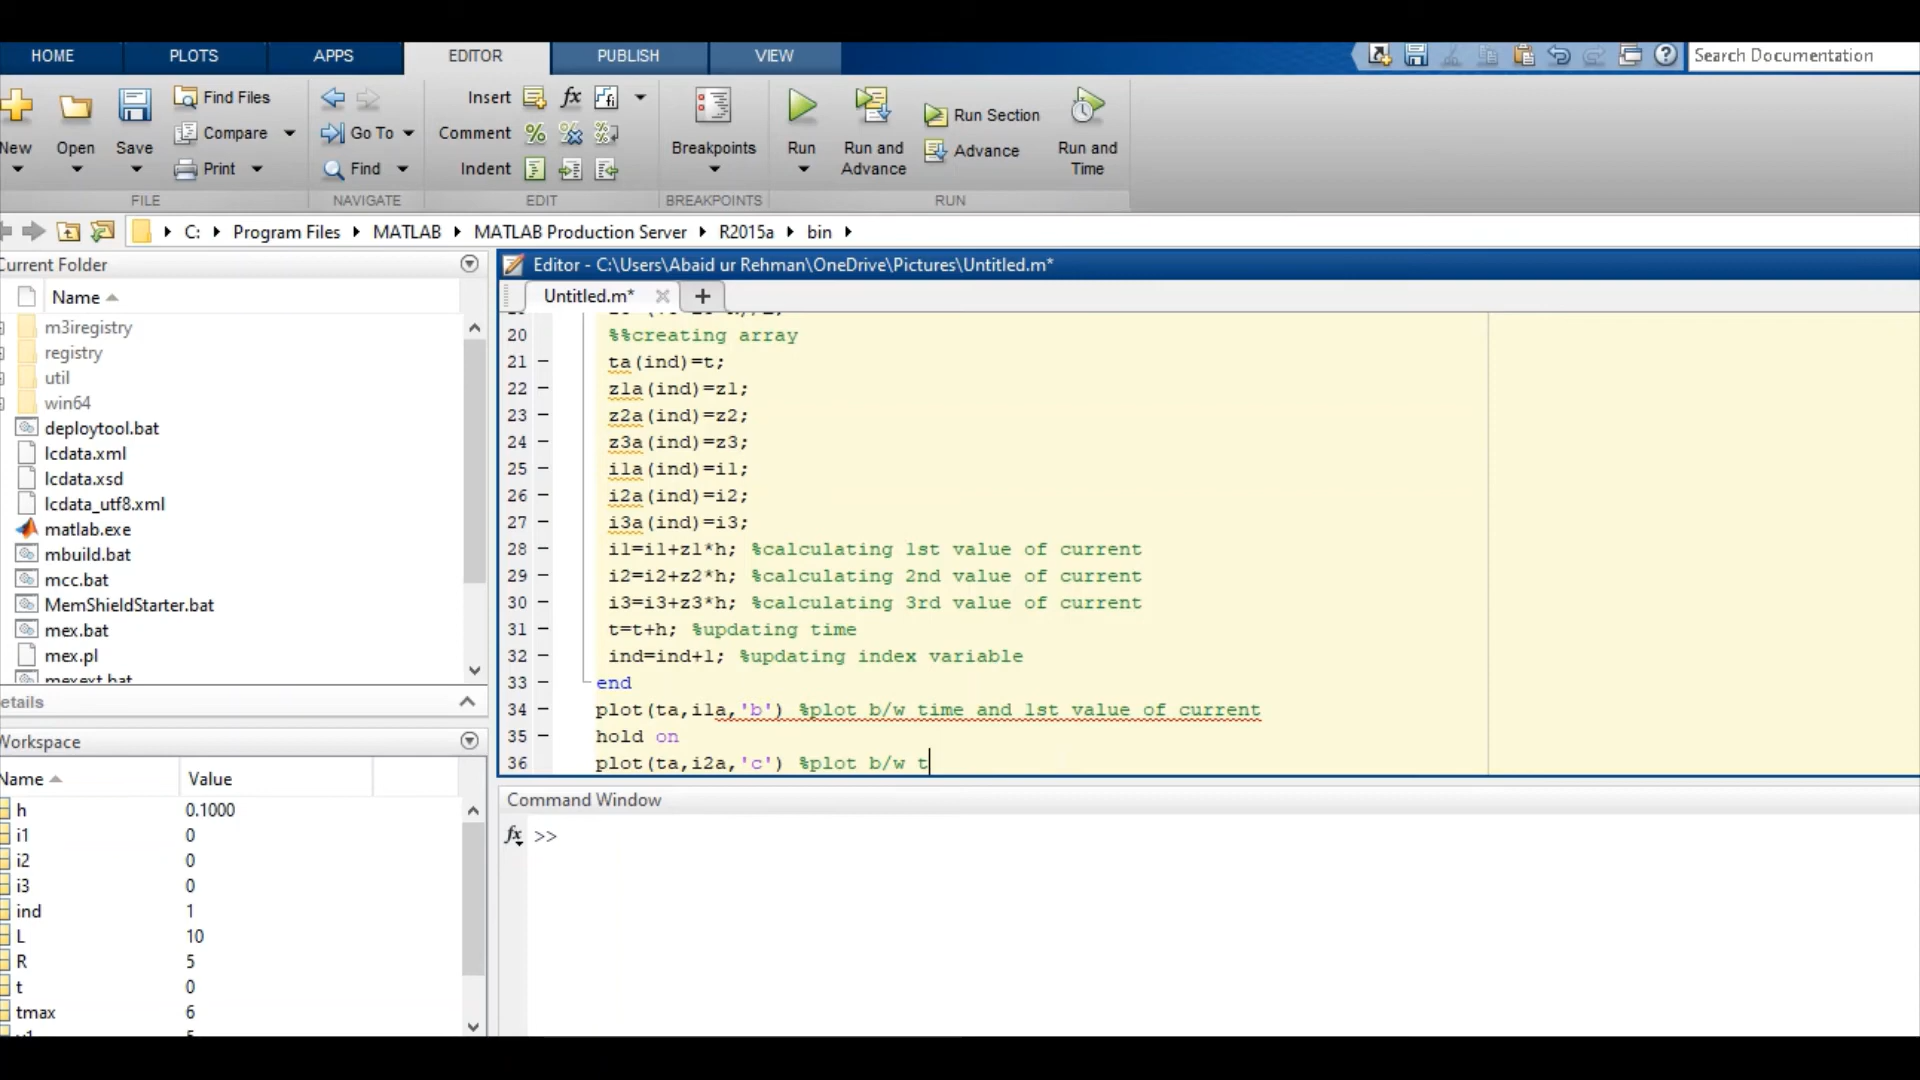 HOME PLOTS APPS EDITOR PUBLISH VIEW Search Documentation
Find Files Insert fx
New Open Save Compare Go To Comment Breakpoints Run Run and Advance Run Section Advance Run and Time
Print Find Indent
FILE NAVIGATE EDIT BREAKPOINTS RUN
C: Program Files MATLAB MATLAB Production Server R2015a bin
Current Folder
Name
m3iregistry
registry
util
win64
deploytool.bat
lcdata.xml
lcdata.xsd
lcdata_utf8.xml
matlab.exe
mbuild.bat
mcc.bat
MemShieldStarter.bat
mex.bat
mex.pl
mexext.bat
etails
Workspace
Name Value
h 0.1000
i1 0
i2 0
i3 0
ind 1
L 10
R 5
t 0
tmax 6
Editor - C:\Users\Abaid ur Rehman\OneDrive\Pictures\Untitled.m*
Untitled.m*
20 %%creating array
21 ta(ind)=t;
22 z1a(ind)=z1;
23 z2a(ind)=z2;
24 z3a(ind)=z3;
25 i1a(ind)=i1;
26 i2a(ind)=i2;
27 i3a(ind)=i3;
28 i1=i1+z1*h; %calculating 1st value of current
29 i2=i2+z2*h; %calculating 2nd value of current
30 i3=i3+z3*h; %calculating 3rd value of current
31 t=t+h; %updating time
32 ind=ind+1; %updating index variable
33 end
34 plot(ta,i1a,'b') %plot b/w time and 1st value of current
35 hold on
36 plot(ta,i2a,'c') %plot b/w t
Command Window
fx >>